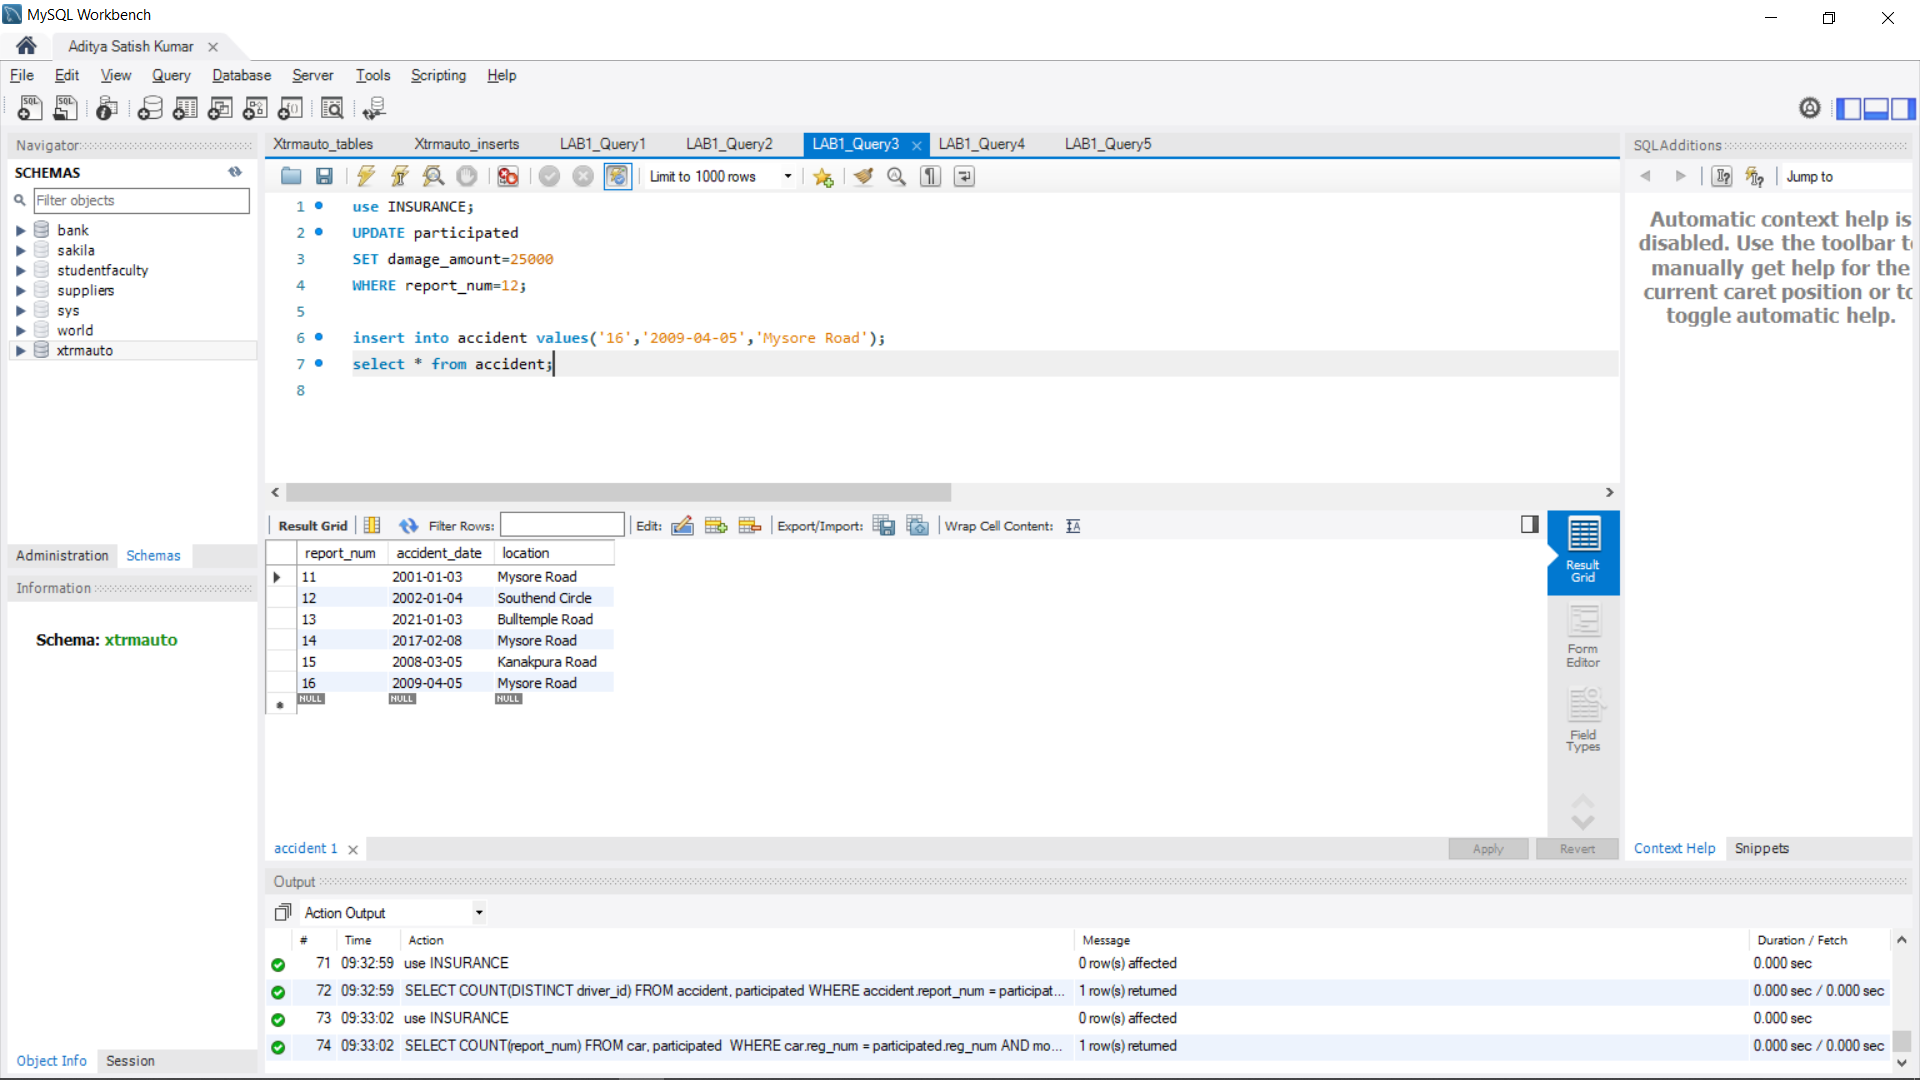 MySQL Workbench
Aditya Satish Kumar
File Edit View Query Database Server Tools Scripting Help
Navigator
SCHEMAS
Filter objects
bank
sakila
studentfaculty
suppliers
sys
world
xtrmauto
Administration Schemas
Information
Schema: xtrmauto
Object Info Session
Xtrmauto_tables Xtrmauto_inserts LAB1_Query1 LAB1_Query2 LAB1_Query3 LAB1_Query4 LAB1_Query5
Limit to 1000 rows
1 use INSURANCE;
2 UPDATE participated
3 SET damage_amount=25000
4 WHERE report_num=12;
5
6 insert into accident values('16','2009-04-05','Mysore Road');
7 select * from accident;
8
Result Grid Filter Rows: Edit: Export/Import: Wrap Cell Content:
report_num accident_date location
11 2001-01-03 Mysore Road
12 2002-01-04 Southend Circle
13 2021-01-03 Bulltemple Road
14 2017-02-08 Mysore Road
15 2008-03-05 Kanakpura Road
16 2009-04-05 Mysore Road
NULL NULL NULL
Result
Grid
Form
Editor
Field
Types
accident 1
Apply Revert
SQLAdditions
Jump to
Automatic context help is
disabled. Use the toolbar t
manually get help for the
current caret position or to
toggle automatic help.
Context Help Snippets
Output
Action Output
# Time Action Message Duration / Fetch
71 09:32:59 use INSURANCE 0 row(s) affected 0.000 sec
72 09:32:59 SELECT COUNT(DISTINCT driver_id) FROM accident, participated WHERE accident.report_num = participat... 1 row(s) returned 0.000 sec / 0.000 sec
73 09:33:02 use INSURANCE 0 row(s) affected 0.000 sec
74 09:33:02 SELECT COUNT(report_num) FROM car, participated WHERE car.reg_num = participated.reg_num AND mo... 1 row(s) returned 0.000 sec / 0.000 sec